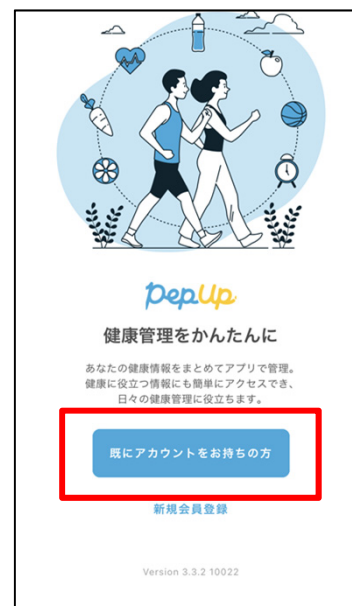 PepUp
健康管理をかんたんに
あなたの健康情報をまとめてアプリで管理。
健康に役立つ情報にも簡単にアクセスでき、
日々の健康管理に役立ちます。
既にアカウントをお持ちの方
新規会員登録
Version 3.3.2 10022